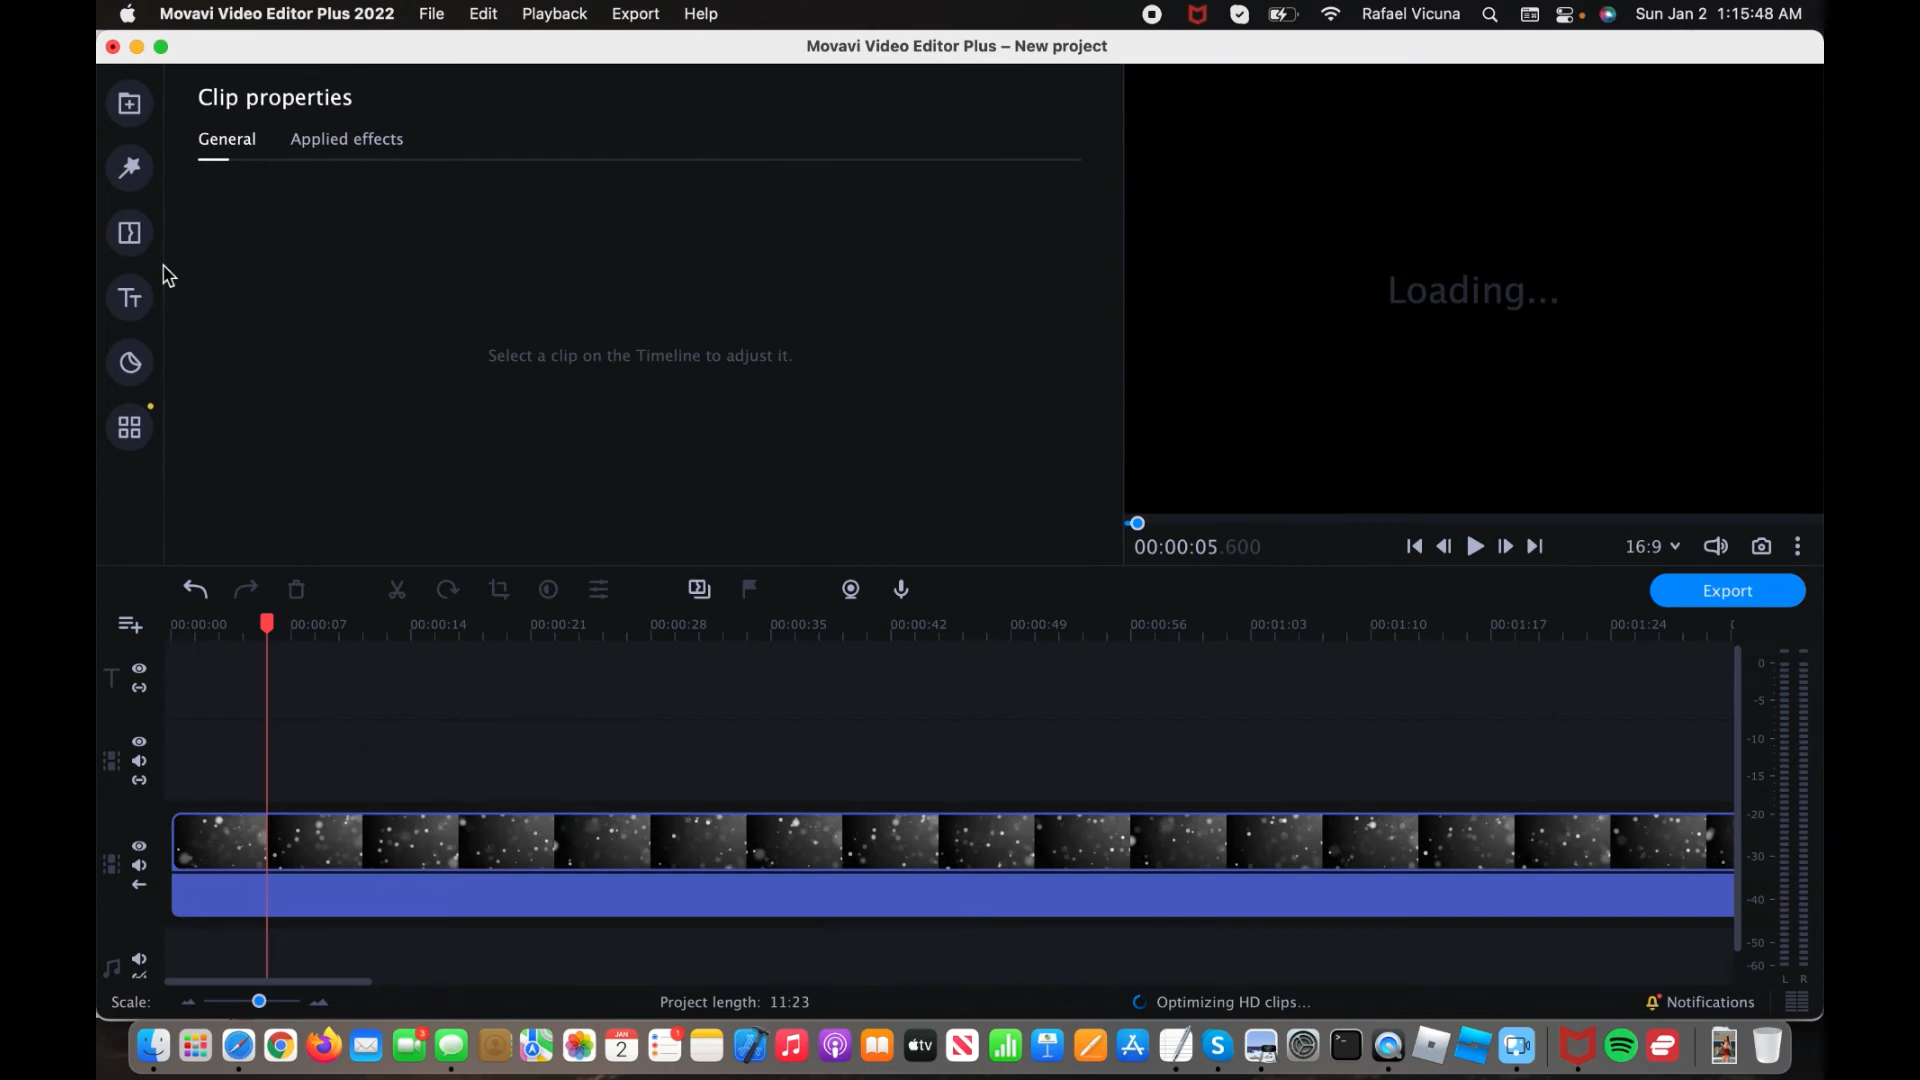 Movavi Video Editor Plus 2022 File Edit Playback Export Help Rafael Vicuna Sun Jan 2 1:15:48 AM
Movavi Video Editor Plus – New project
Clip properties
General Applied effects
Loading...
Select a clip on the Timeline to adjust it.
00:00:05.600 16:9
Export
00:00:00 00:00:07 00:00:14 00:00:21 00:00:28 00:00:35 00:00:42 00:00:49 00:00:56 00:01:03 00:01:10 00:01:17 00:01:24
0
-5
-10
-15
-20
-30
-40
-50
-60
L R
Scale: Project length: 11:23 Optimizing HD clips... Notifications
3 JAN 2 1 tv S